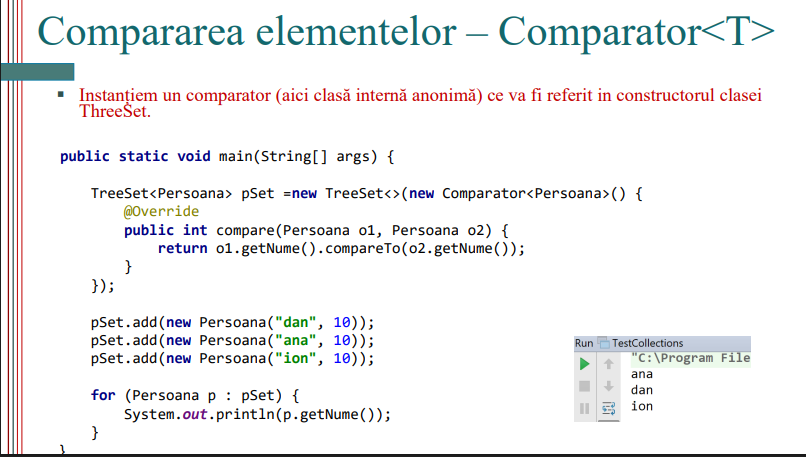 Compararea elementelor – Comparator<T>
▪ Instanțiem un comparator (aici clasă internă anonimă) ce va fi referit in constructorul clasei
ThreeSet.
public static void main(String[] args) {
TreeSet<Persoana> pSet =new TreeSet<>(new Comparator<Persoana>() {
@Override
public int compare(Persoana o1, Persoana o2) {
return o1.getNume().compareTo(o2.getNume());
}
});
pSet.add(new Persoana("dan", 10));
pSet.add(new Persoana("ana", 10));
pSet.add(new Persoana("ion", 10));
for (Persoana p : pSet) {
System.out.println(p.getNume());
}
}
Run TestCollections
"C:\Program File
ana
dan
ion